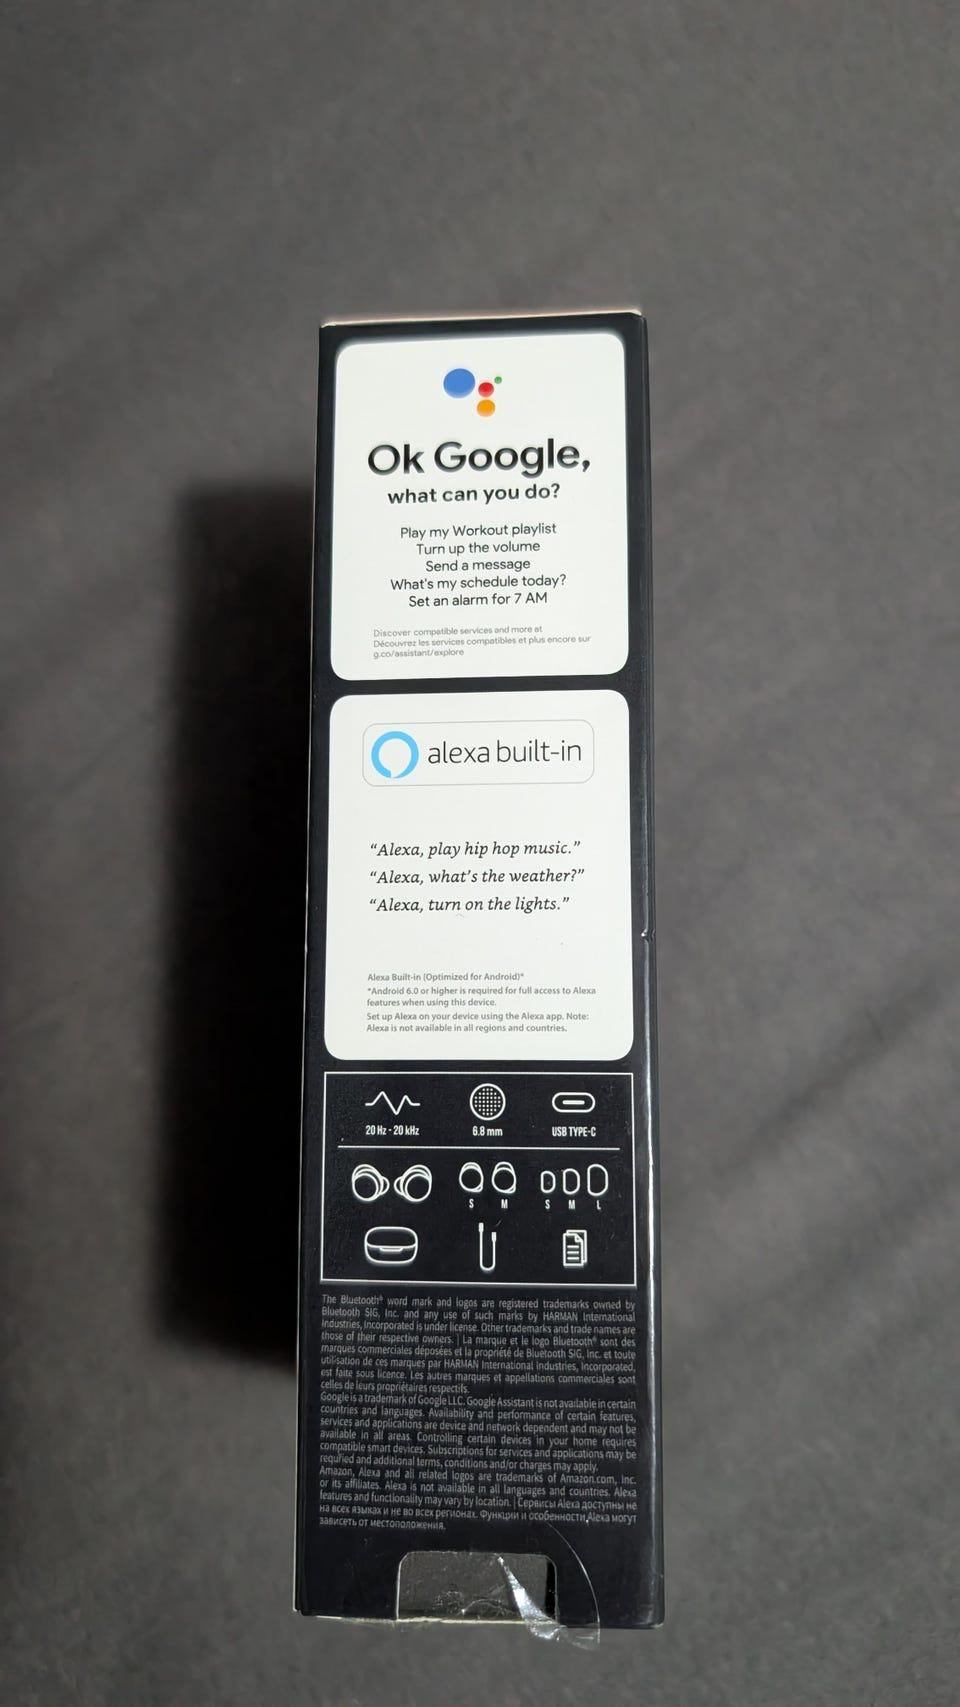 Ok Google,
what can you do?
Play my Workout playlist
Turn up the volume
Send a message
What's my schedule today?
Set an alarm for 7 AM
Discover compatible services and more at
Découvrez les services compatibles et plus encore sur
g.co/assistant/explore
alexa built-in
“Alexa, play hip hop music.”
“Alexa, what’s the weather?”
“Alexa, turn on the lights.”
Alexa Built-in (Optimized for Android)*
*Android 6.0 or higher is required for full access to Alexa
features when using this device.
Set up Alexa on your device using the Alexa app. Note:
Alexa is not available in all regions and countries.
20 Hz - 20 kHz 6.8 mm USB TYPE-C
S M S M L
The Bluetooth® word mark and logos are registered trademarks owned by
Bluetooth SIG, Inc. and any use of such marks by HARMAN International
Industries, Incorporated is under license. Other trademarks and trade names are
those of their respective owners. | La marque et le logo Bluetooth® sont des
marques commerciales déposées et la propriété de Bluetooth SIG, Inc. et toute
utilisation de ces marques par HARMAN International Industries, Incorporated,
est faite sous licence. Les autres marques et appellations commerciales sont
celles de leurs propriétaires respectifs.
Google is a trademark of Google LLC. Google Assistant is not available in certain
countries and languages. Availability and performance of certain features,
services and applications are device and network dependent and may not be
available in all areas. Controlling certain devices in your home requires
compatible smart devices. Subscriptions for services and applications may be
required and additional terms, conditions and/or charges may apply.
Amazon, Alexa and all related logos are trademarks of Amazon.com, Inc.
or its affiliates. Alexa is not available in all languages and countries. Alexa
features and functionality may vary by location. | Сервисы Alexa доступны не
на всех языках и не во всех регионах. Функции и особенности Alexa могут
зависеть от местоположения.